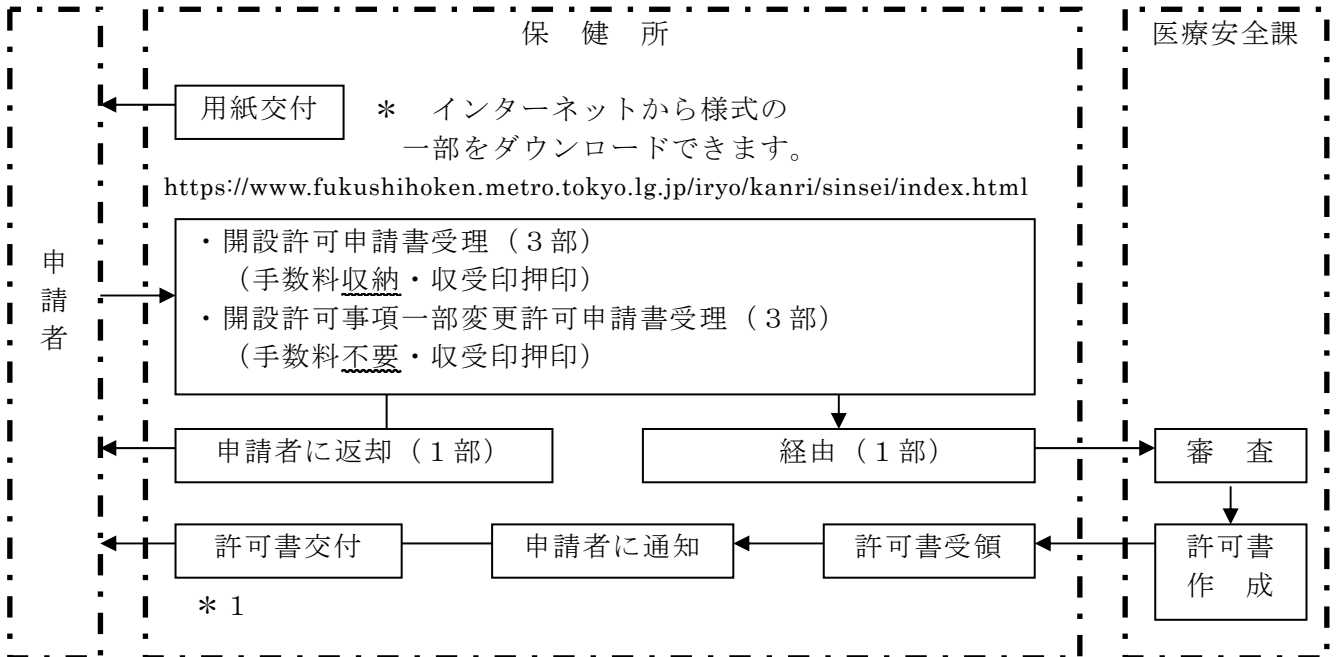 保　健　所
医療安全課
用紙交付
＊　インターネットから様式の
一部をダウンロードできます。
https://www.fukushihoken.metro.tokyo.lg.jp/iryo/kanri/sinsei/index.html
申
請
者
・開設許可申請書受理（３部）
（手数料収納・収受印押印）
・開設許可事項一部変更許可申請書受理（３部）
（手数料不要・収受印押印）
申請者に返却（１部）
経由（１部）
審　査
許可書交付
申請者に通知
許可書受領
許可書
作　成
＊１